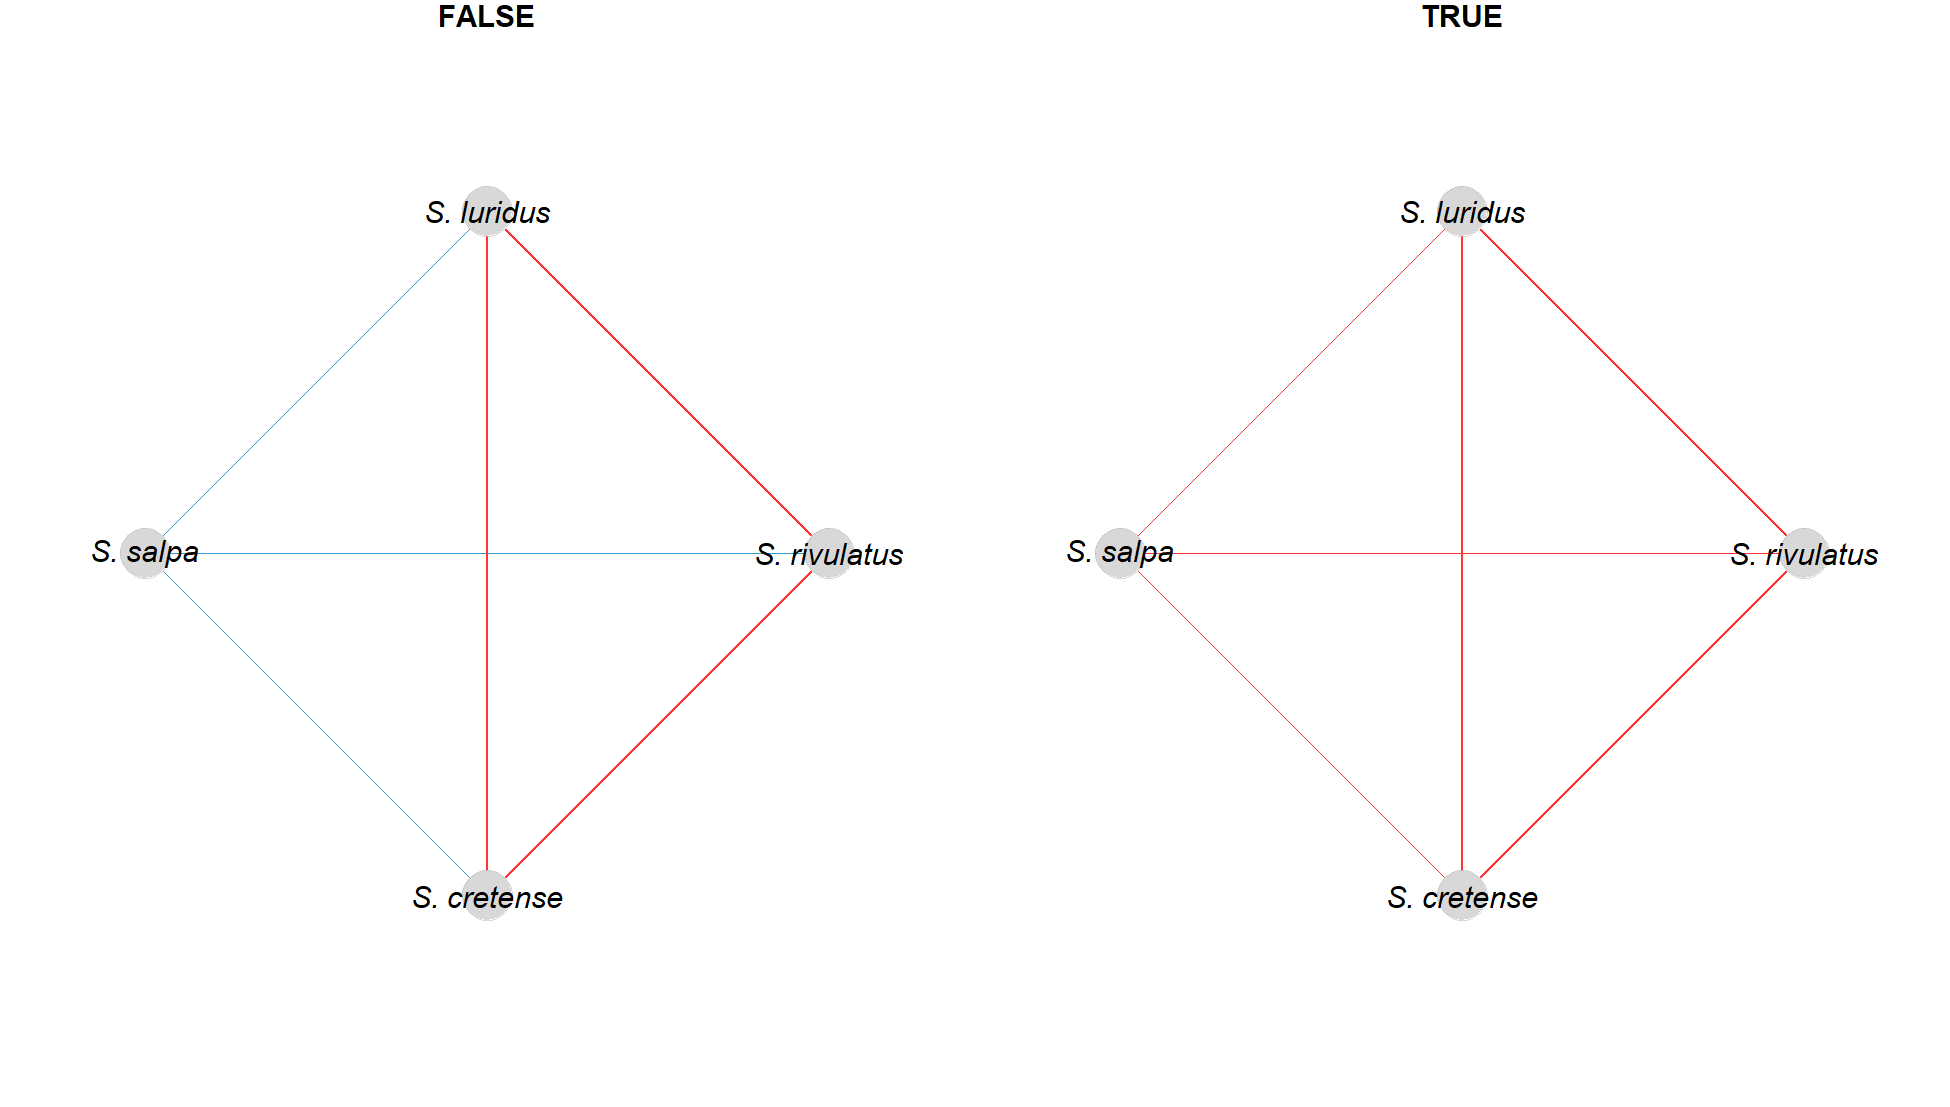 FALSE
TRUE
S. luridus
S. luridus
S. salpa
S. rivulatus
S. salpa
S. rivulatus
S. cretense
S. cretense